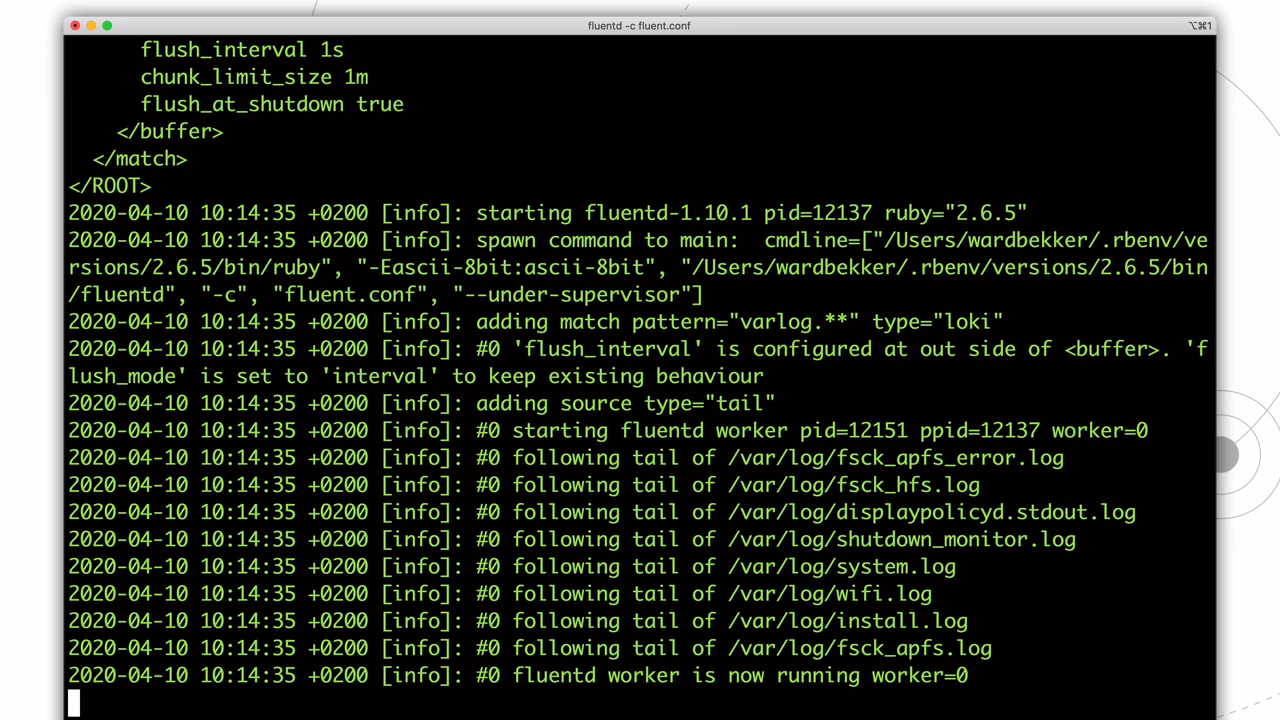 fluentd -c fluent.conf
⌥⌘1
flush_interval 1s
chunk_limit_size 1m
flush_at_shutdown true
</buffer>
</match>
</ROOT>
2020-04-10 10:14:35 +0200 [info]: starting fluentd-1.10.1 pid=12137 ruby="2.6.5"
2020-04-10 10:14:35 +0200 [info]: spawn command to main:  cmdline=["/Users/wardbekker/.rbenv/ve
rsions/2.6.5/bin/ruby", "-Eascii-8bit:ascii-8bit", "/Users/wardbekker/.rbenv/versions/2.6.5/bin
/fluentd", "-c", "fluent.conf", "--under-supervisor"]
2020-04-10 10:14:35 +0200 [info]: adding match pattern="varlog.**" type="loki"
2020-04-10 10:14:35 +0200 [info]: #0 'flush_interval' is configured at out side of <buffer>. 'f
lush_mode' is set to 'interval' to keep existing behaviour
2020-04-10 10:14:35 +0200 [info]: adding source type="tail"
2020-04-10 10:14:35 +0200 [info]: #0 starting fluentd worker pid=12151 ppid=12137 worker=0
2020-04-10 10:14:35 +0200 [info]: #0 following tail of /var/log/fsck_apfs_error.log
2020-04-10 10:14:35 +0200 [info]: #0 following tail of /var/log/fsck_hfs.log
2020-04-10 10:14:35 +0200 [info]: #0 following tail of /var/log/displaypolicyd.stdout.log
2020-04-10 10:14:35 +0200 [info]: #0 following tail of /var/log/shutdown_monitor.log
2020-04-10 10:14:35 +0200 [info]: #0 following tail of /var/log/system.log
2020-04-10 10:14:35 +0200 [info]: #0 following tail of /var/log/wifi.log
2020-04-10 10:14:35 +0200 [info]: #0 following tail of /var/log/install.log
2020-04-10 10:14:35 +0200 [info]: #0 following tail of /var/log/fsck_apfs.log
2020-04-10 10:14:35 +0200 [info]: #0 fluentd worker is now running worker=0